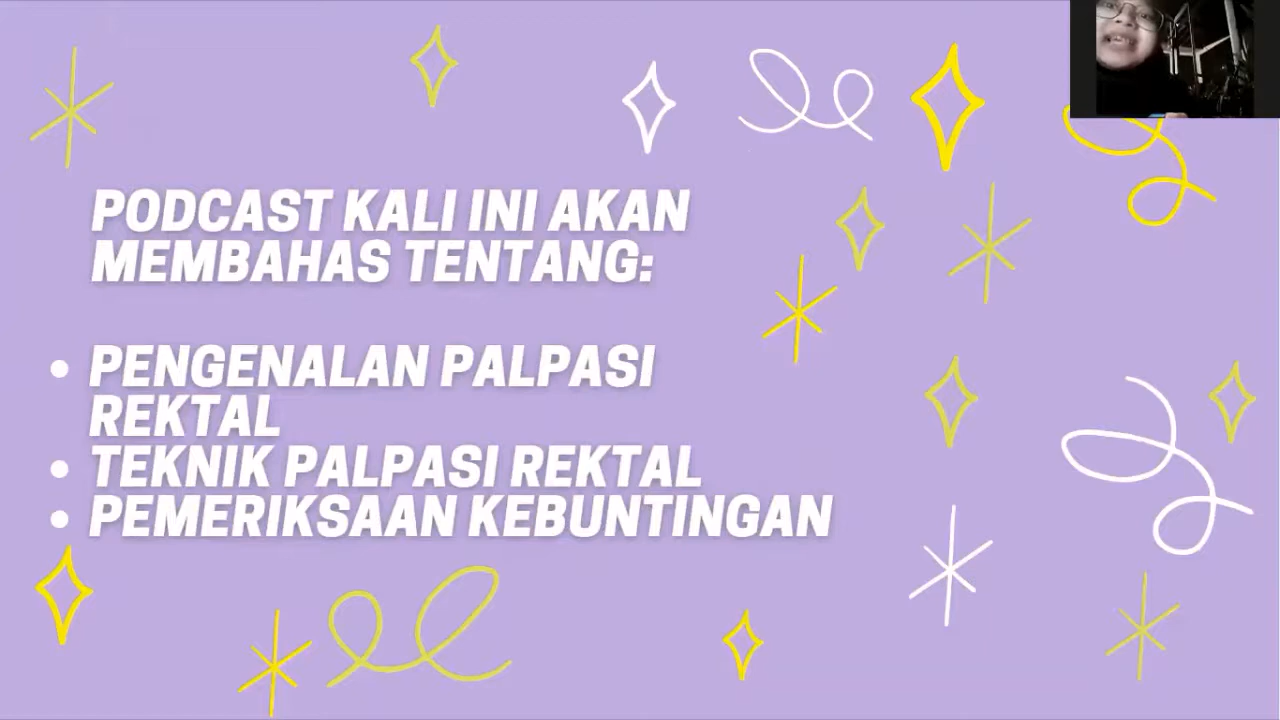 PODCAST KALI INI AKAN
MEMBAHAS TENTANG:
• PENGENALAN PALPASI
REKTAL
• TEKNIK PALPASI REKTAL
• PEMERIKSAAN KEBUNTINGAN